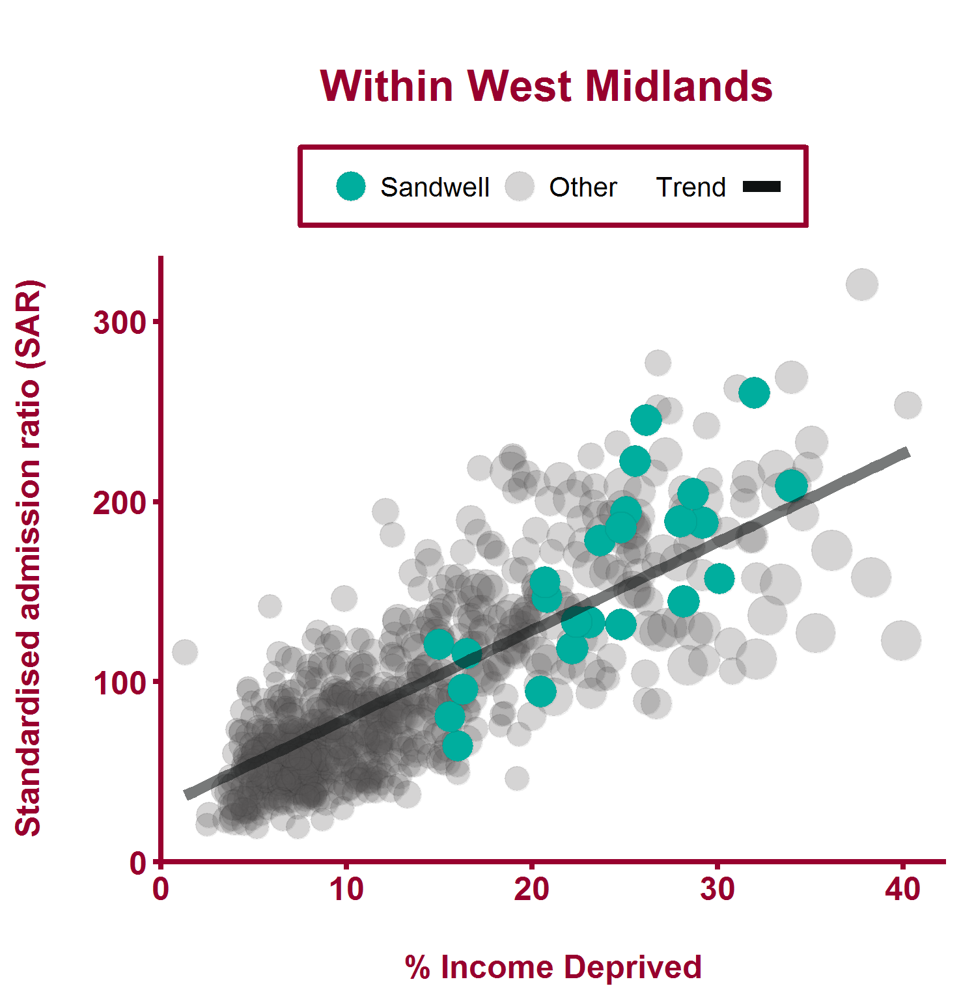 Within West Midlands
Sandwell Other Trend
Standardised admission ratio (SAR)
300
200
100
0
0 10 20 30 40
% Income Deprived